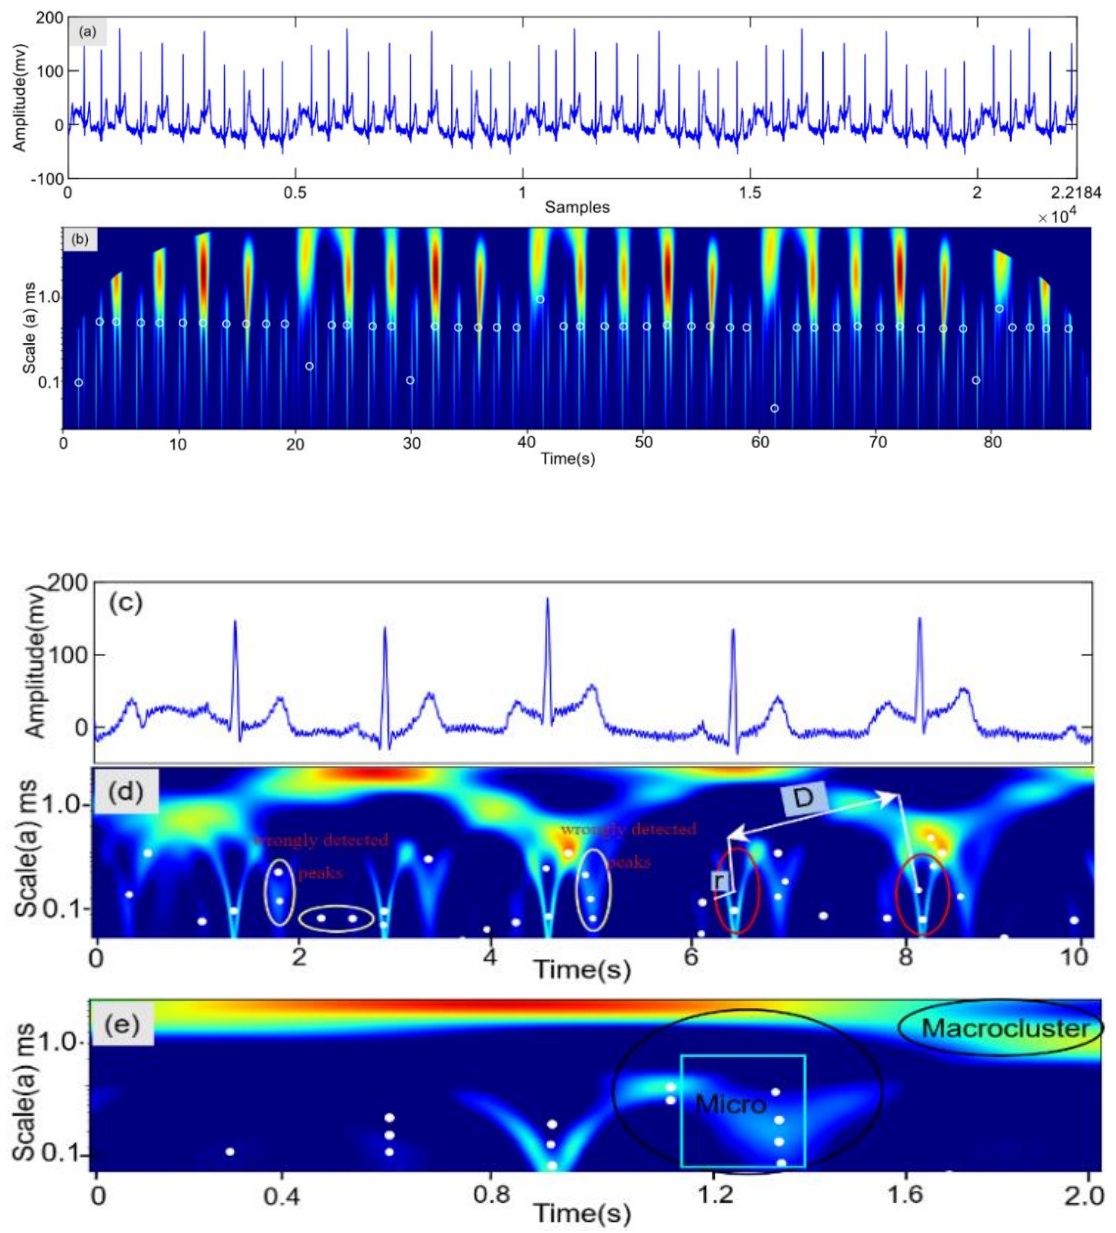 (a)
Amplitude(mv)
200
100
0
-100
0 0.5 1 1.5 2 2.2184
Samples
×10⁴
(b)
Scale (a) ms
1.0
0.1
0 10 20 30 40 50 60 70 80
Time(s)
(c)
Amplitude(mv)
200
100
0
(d)
Scale(a) ms
1.0
0.1
wrongly detected
peaks
wrongly detected
peaks
D
r
0 2 4 6 8 10
Time(s)
(e)
Scale(a) ms
1.0
0.1
Macrocluster
Micro
0 0.4 0.8 1.2 1.6 2.0
Time(s)